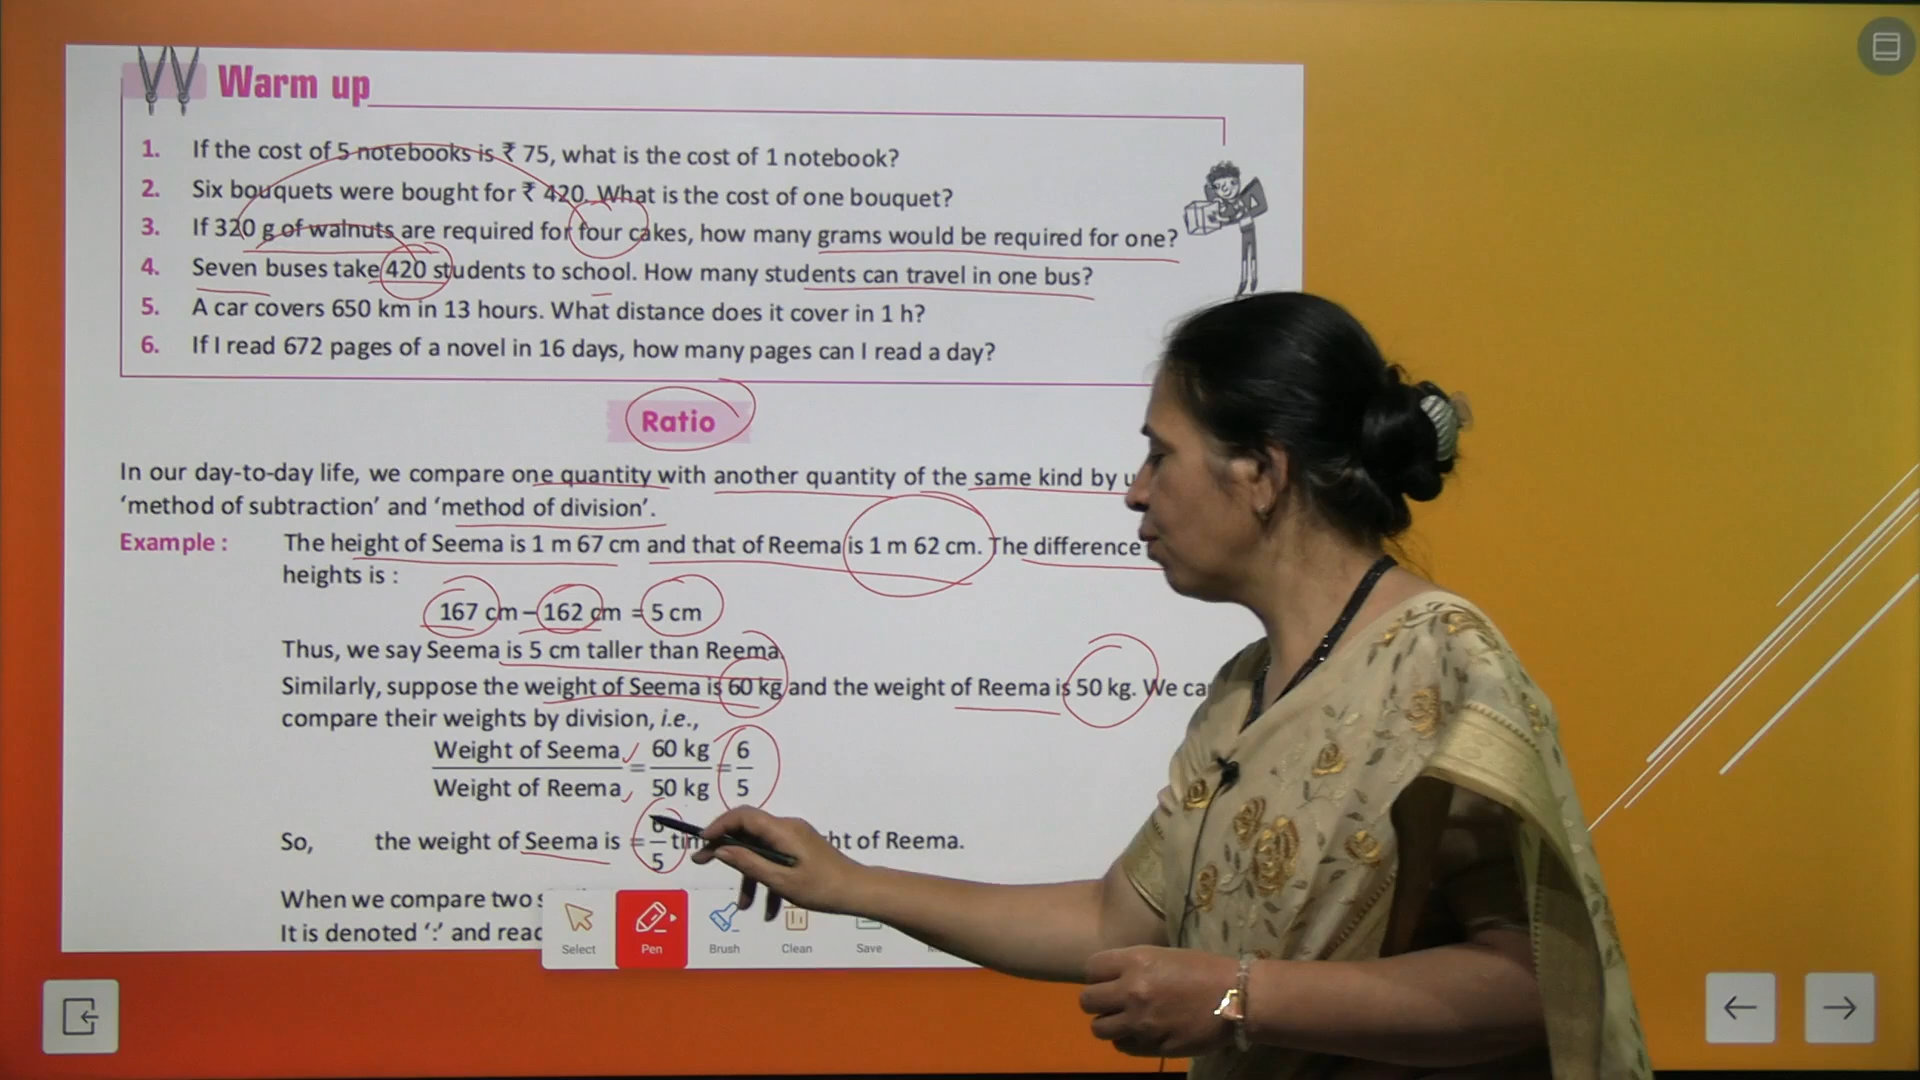 Warm up
1. If the cost of 5 notebooks is ₹ 75, what is the cost of 1 notebook?
2. Six bouquets were bought for ₹ 420. What is the cost of one bouquet?
3. If 320 g of walnuts are required for four cakes, how many grams would be required for one?
4. Seven buses take 420 students to school. How many students can travel in one bus?
5. A car covers 650 km in 13 hours. What distance does it cover in 1 h?
6. If I read 672 pages of a novel in 16 days, how many pages can I read a day?
Ratio
In our day-to-day life, we compare one quantity with another quantity of the same kind by
‘method of subtraction’ and ‘method of division’.
Example : The height of Seema is 1 m 67 cm and that of Reema is 1 m 62 cm. The difference
heights is :
167 cm – 162 cm = 5 cm
Thus, we say Seema is 5 cm taller than Reema.
Similarly, suppose the weight of Seema is 60 kg and the weight of Reema is 50 kg. We
compare their weights by division, i.e.,
Weight of Seema = 60 kg = 6
Weight of Reema 50 kg 5
So, the weight of Seema is = 6 of Reema.
5
When we compare two
It is denoted ‘:’ and
Select Pen Brush Clean Save